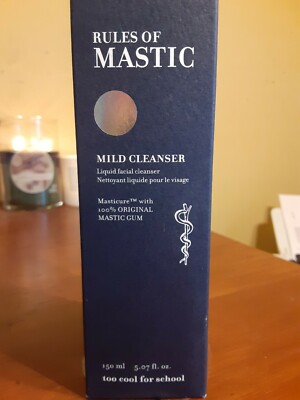 RULES OF
MASTIC
MILD CLEANSER
Liquid facial cleanser
Nettoyant liquide pour le visage
Masticure™ with
100% ORIGINAL
MASTIC GUM
150 ml 5.07 fl. oz.
too cool for school